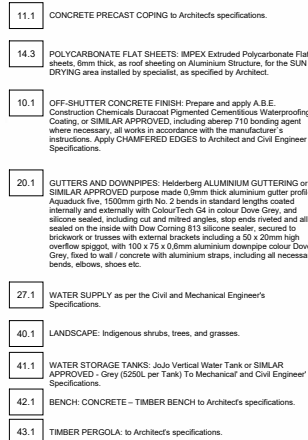 11.1 CONCRETE PRECAST COPING to Architect's specifications.
14.3 POLYCARBONATE FLAT SHEETS: IMPEX Extruded Polycarbonate Flat
sheets, 6mm thick, as roof sheeting on Aluminium Structure, for the SUN
DRYING area installed by specialist, as specified by Architect.
10.1 OFF-SHUTTER CONCRETE FINISH: Prepare and apply A.B.E.
Construction Chemicals Duracoat Pigmented Cementitious Waterproofing
Coating, or SIMILAR APPROVED, including aberep 710 bonding agent
where necessary, all works in accordance with the manufacturer`s
instructions. Apply CHAMFERED EDGES to Architect and Civil Engineer
Specifications.
20.1 GUTTERS AND DOWNPIPES: Helderberg ALUMINIUM GUTTERING or
SIMILAR APPROVED purpose made 0,9mm thick aluminium gutter profile
Aquaduck five, 1500mm girth No. 2 bends in standard lengths coated
internally and externally with ColourTech G4 in colour Dove Grey, and
silicone sealed, including cut and mitred angles, stop ends riveted and all
sealed on the inside with Dow Corning 813 silicone sealer, secured to
brickwork or trusses with external brackets including a 50 x 20mm high
overflow spiggot, with 100 x 75 x 0,6mm aluminium downpipe colour Dove
Grey, fixed to wall / concrete with aluminium straps, including all necessa
bends, elbows, shoes etc.
27.1 WATER SUPPLY as per the Civil and Mechanical Engineer's
Specifications.
40.1 LANDSCAPE: Indigenous shrubs, trees, and grasses.
41.1 WATER STORAGE TANKS: JoJo Vertical Water Tank or SIMLAR
APPROVED - Grey (5250L per Tank) To Mechanical' and Civil Engineer'
Specifications.
42.1 BENCH: CONCRETE – TIMBER BENCH to Architect's specifications.
43.1 TIMBER PERGOLA: to Architect's specifications.